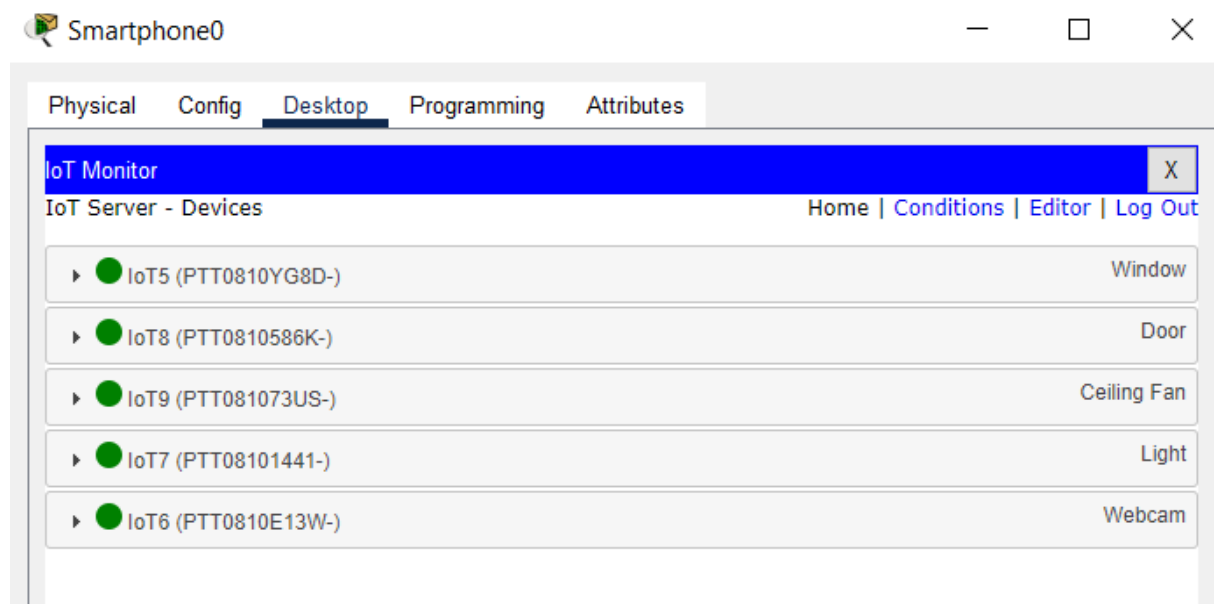 Smartphone0
Physical Config Desktop Programming Attributes
IoT Monitor X
IoT Server - Devices Home | Conditions | Editor | Log Out
IoT5 (PTT0810YG8D-) Window
IoT8 (PTT0810586K-) Door
IoT9 (PTT081073US-) Ceiling Fan
IoT7 (PTT08101441-) Light
IoT6 (PTT0810E13W-) Webcam